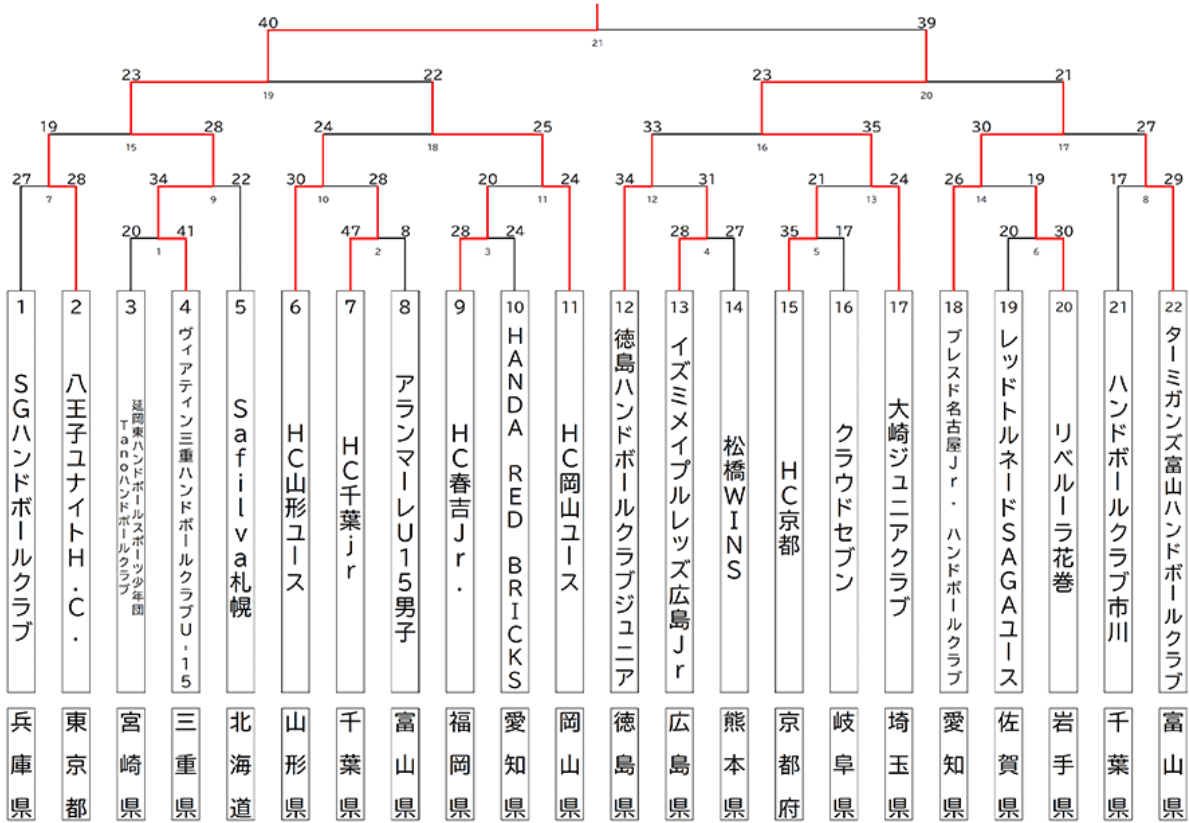 40 39
21
23 22 23 21
19 20
19 28 24 25 33 35 30 27
15 18 16 17
27 28 34 22 30 28 20 24 34 31 21 24 26 19 17 29
7 9 10 11 12 13 14 8
20 41 47 8 28 24 28 27 35 17 20 30
1 2 3 4 5 6
1 2 3 4 5 6 7 8 9 10 11 12 13 14 15 16 17 18 19 20 21 22
SGハンドボールクラブ
八王子ユナイトH.C.
延岡東ハンドボールスポーツ少年団
Tanoハンドボールクラブ
ヴィアティン三重ハンドボールクラブU-15
Safilva札幌
HC山形ユース
HC千葉jr
アランマーレU15男子
HC春吉Jr.
HANDA RED BRICKS
HC岡山ユース
徳島ハンドボールクラブジュニア
イズミメイプルレッズ広島Jr
松橋WINS
HC京都
クラウドセブン
大崎ジュニアクラブ
ブレスド名古屋Jr.ハンドボールクラブ
レッドトルネードSAGAユース
リベルーラ花巻
ハンドボールクラブ市川
ターミガンズ富山ハンドボールクラブ
兵庫県
東京都
宮崎県
三重県
北海道
山形県
千葉県
富山県
福岡県
愛知県
岡山県
徳島県
広島県
熊本県
京都府
岐阜県
埼玉県
愛知県
佐賀県
岩手県
千葉県
富山県